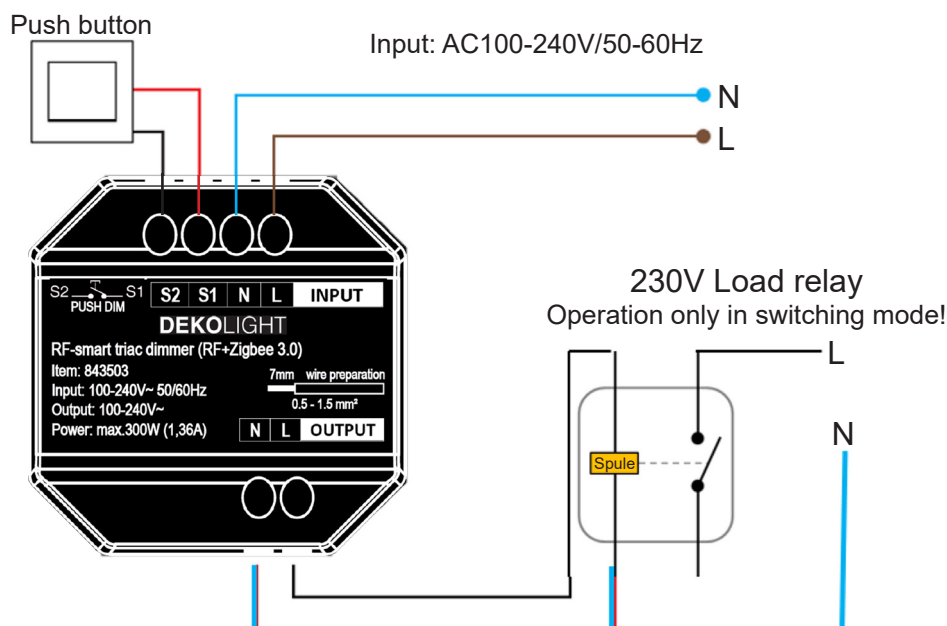 Push button
Input: AC100-240V/50-60Hz
N
L
S2 S1 S2 S1 N L INPUT
PUSH DIM
DEKOLIGHT
RF-smart triac dimmer (RF+Zigbee 3.0)
Item: 843503
7mm wire preparation
Input: 100-240V~ 50/60Hz
0.5 - 1.5 mm²
Output: 100-240V~
Power: max.300W (1,36A)
N L OUTPUT
230V Load relay
Operation only in switching mode!
L
N
Spule